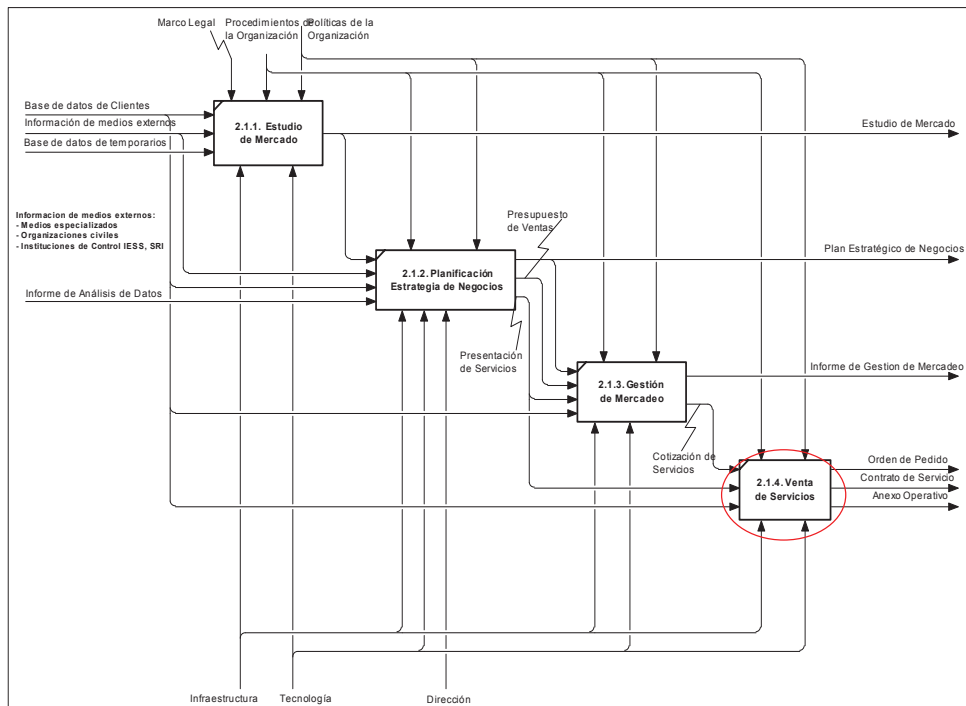 Marco Legal
Procedimientos de
la Organización
Políticas de la
Organización
Base de datos de Clientes
Información de medios externos
Base de datos de temporarios
2.1.1. Estudio
de Mercado
Estudio de Mercado
Informacion de medios externos:
- Medios especializados
- Organizaciones civiles
- Instituciones de Control IESS, SRI
Presupuesto
de Ventas
2.1.2. Planificación
Estrategia de Negocios
Plan Estratégico de Negocios
Informe de Análisis de Datos
Presentación
de Servicios
2.1.3. Gestión
de Mercadeo
Informe de Gestion de Mercadeo
Cotización de
Servicios
2.1.4. Venta
de Servicios
Orden de Pedido
Contrato de Servicio
Anexo Operativo
Infraestructura
Tecnología
Dirección